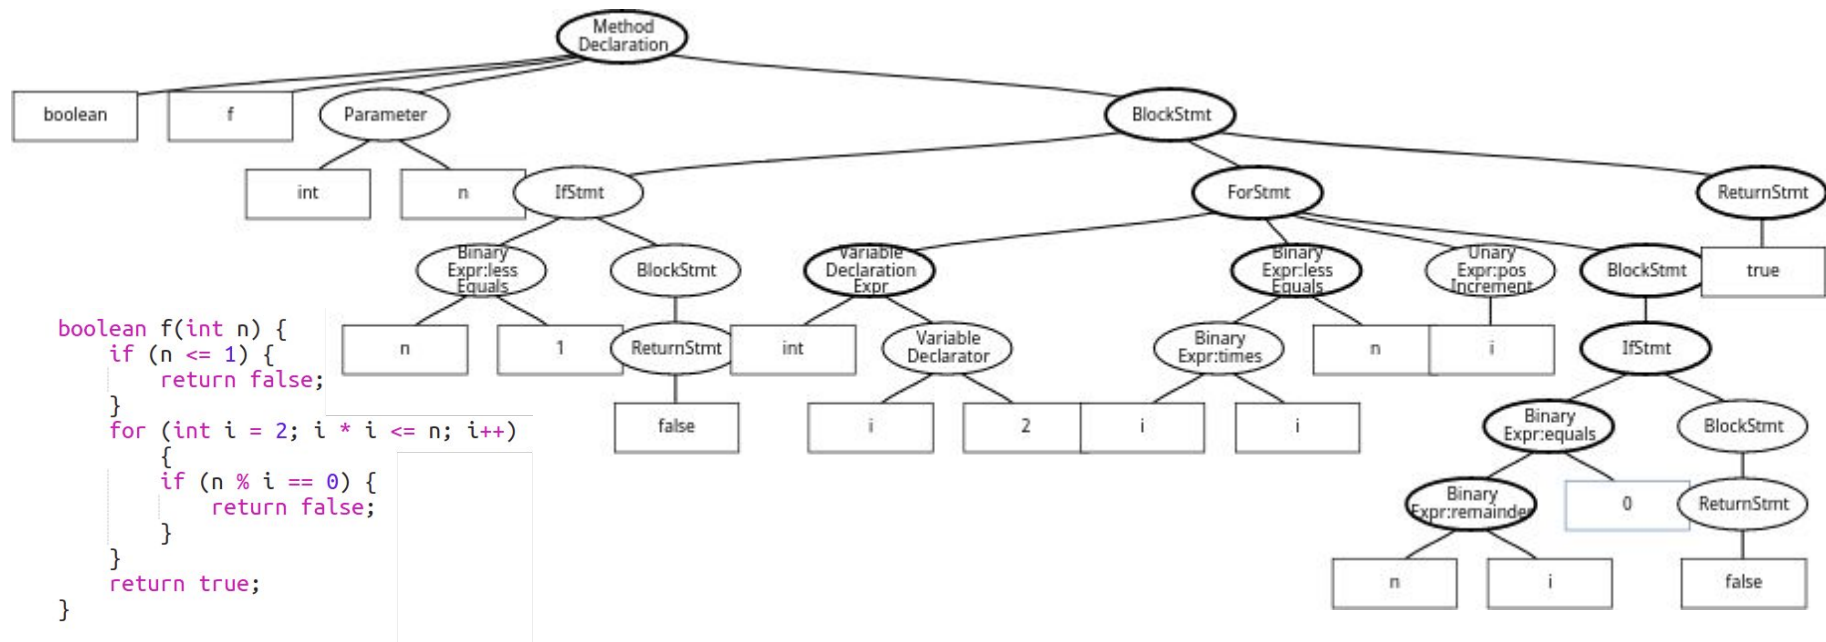 Method
Declaration
boolean
f
Parameter
BlockStmt
int
n
IfStmt
ForStmt
ReturnStmt
Binary
Expr:less
Equals
BlockStmt
Variable
Declaration
Expr
Binary
Expr:less
Equals
Unary
Expr:pos
Increment
BlockStmt
true
n
1
ReturnStmt
int
Variable
Declarator
Binary
Expr:times
n
i
IfStmt
false
i
2
i
i
Binary
Expr:equals
BlockStmt
Binary
Expr:remainder
0
ReturnStmt
n
i
false
boolean f(int n) {
    if (n <= 1) {
        return false;
    }
    for (int i = 2; i * i <= n; i++)
        {
        if (n % i == 0) {
            return false;
        }
    }
    return true;
}